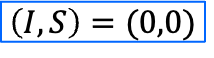 (I, S) = (0,0)